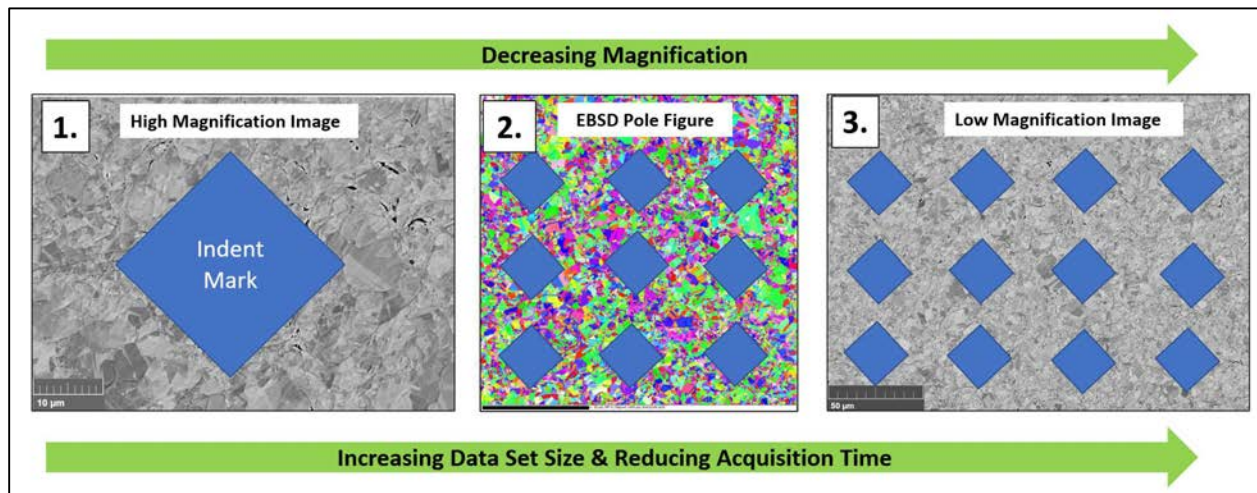 Decreasing Magnification
1.
High Magnification Image
2.
EBSD Pole Figure
3.
Low Magnification Image
Indent
Mark
10 µm
50 µm
Increasing Data Set Size & Reducing Acquisition Time